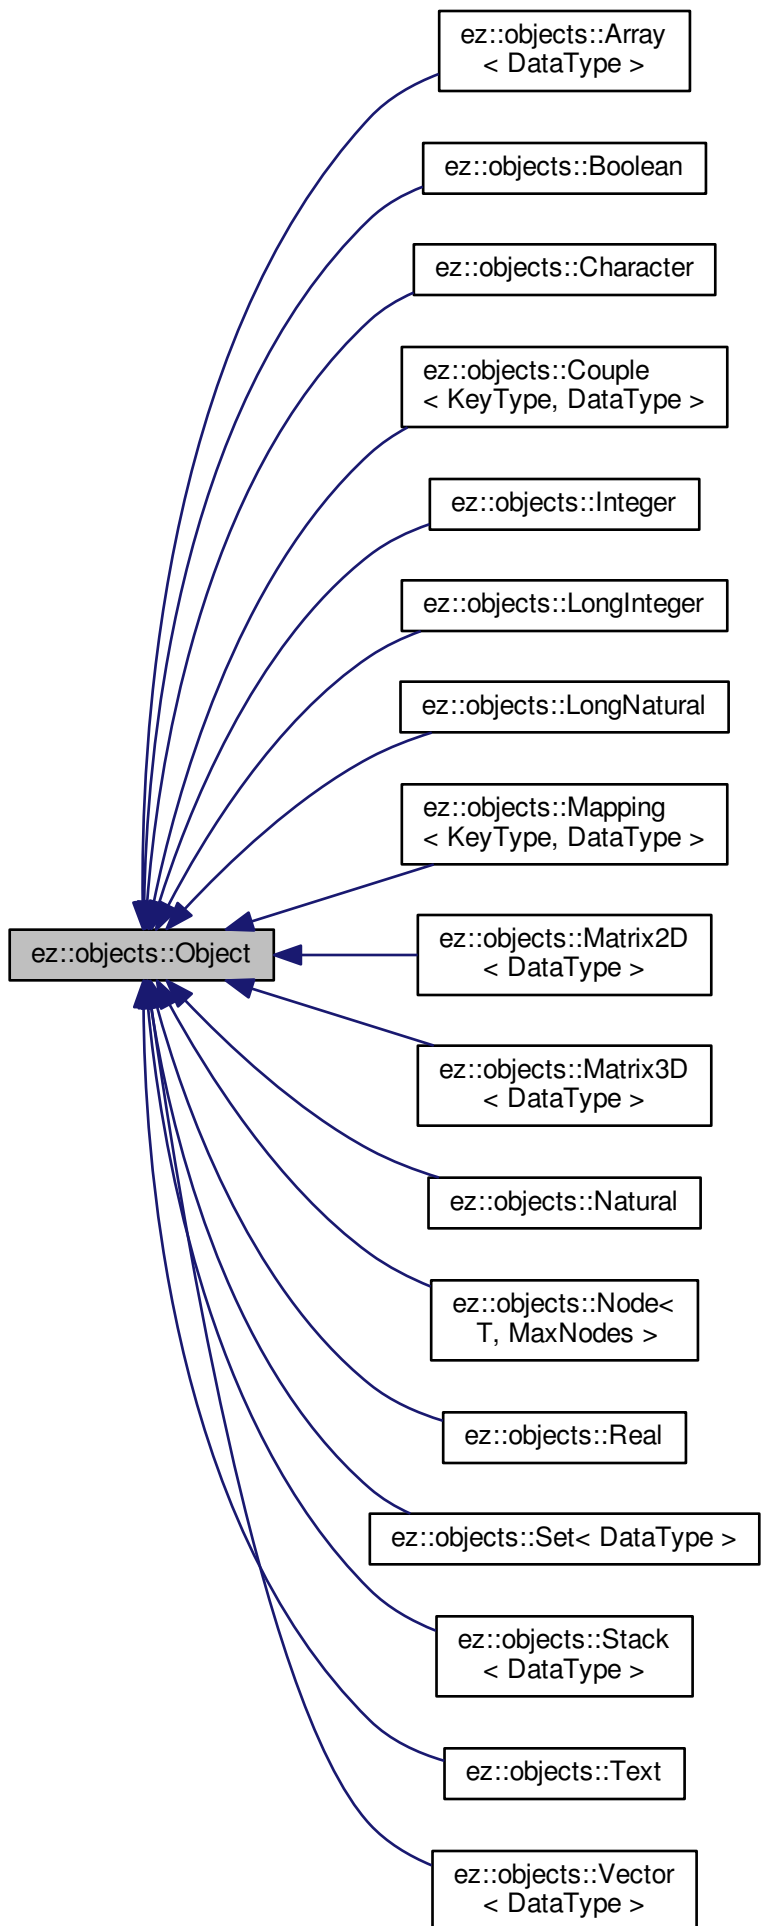 ez::objects::Array
< DataType >
ez::objects::Boolean
ez::objects::Character
ez::objects::Couple
< KeyType, DataType >
ez::objects::Integer
ez::objects::LongInteger
ez::objects::LongNatural
ez::objects::Mapping
< KeyType, DataType >
ez::objects::Object
ez::objects::Matrix2D
< DataType >
ez::objects::Matrix3D
< DataType >
ez::objects::Natural
ez::objects::Node<
T, MaxNodes >
ez::objects::Real
ez::objects::Set< DataType >
ez::objects::Stack
< DataType >
ez::objects::Text
ez::objects::Vector
< DataType >